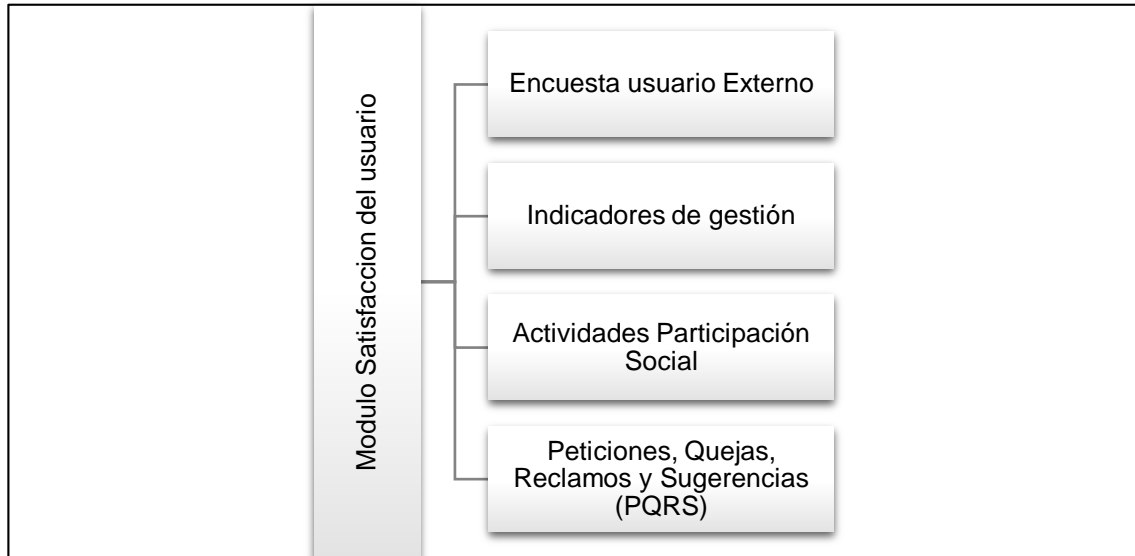 Modulo Satisfaccion del usuario
Encuesta usuario Externo
Indicadores de gestión
Actividades Participación
Social
Peticiones, Quejas,
Reclamos y Sugerencias
(PQRS)